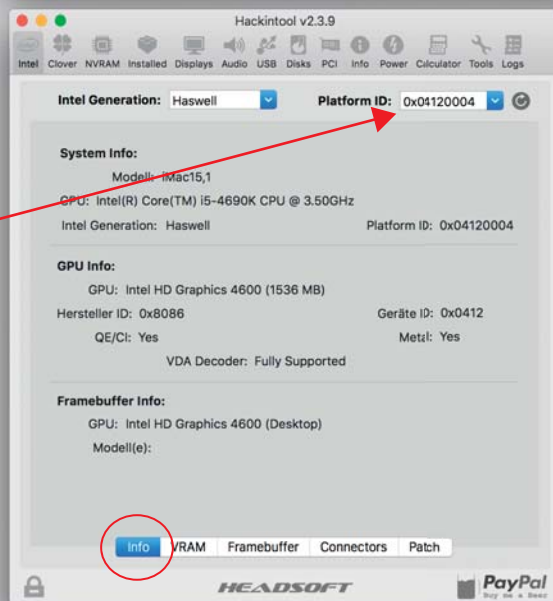 Hackintool v2.3.9
Intel Clover NVRAM Installed Displays Audio USB Disks PCI Info Power Calculator Tools Logs
Intel Generation: Haswell Platform ID: 0x04120004
System Info:
Modell: iMac15,1
CPU: Intel(R) Core(TM) i5-4690K CPU @ 3.50GHz
Intel Generation: Haswell Platform ID: 0x04120004
GPU Info:
GPU: Intel HD Graphics 4600 (1536 MB)
Hersteller ID: 0x8086 Geräte ID: 0x0412
QE/CI: Yes Metal: Yes
VDA Decoder: Fully Supported
Framebuffer Info:
GPU: Intel HD Graphics 4600 (Desktop)
Modell(e):
Info VRAM Framebuffer Connectors Patch
HEADSOFT PayPal
Buy me a Beer